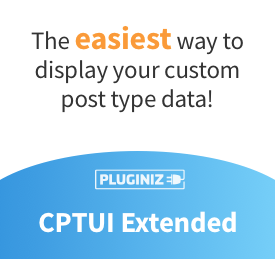 The easiest way to
display your custom
post type data!
PLUGINIZ
CPTUI Extended